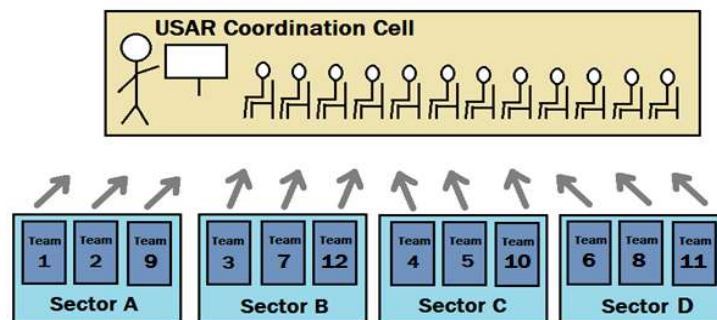 USAR Coordination Cell
Team 1
Team 2
Team 9
Sector A
Team 3
Team 7
Team 12
Sector B
Team 4
Team 5
Team 10
Sector C
Team 6
Team 8
Team 11
Sector D